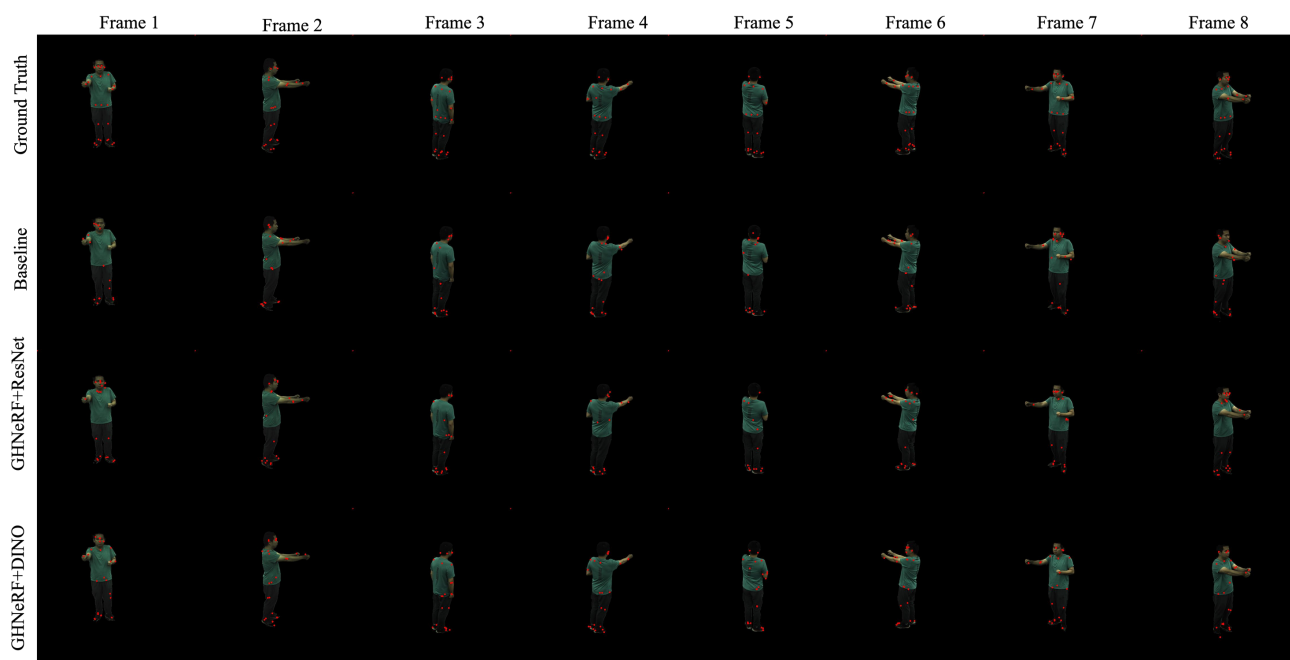 Frame 1
Frame 2
Frame 3
Frame 4
Frame 5
Frame 6
Frame 7
Frame 8
Ground Truth
Baseline
GHNeRF+ResNet
GHNeRF+DINO